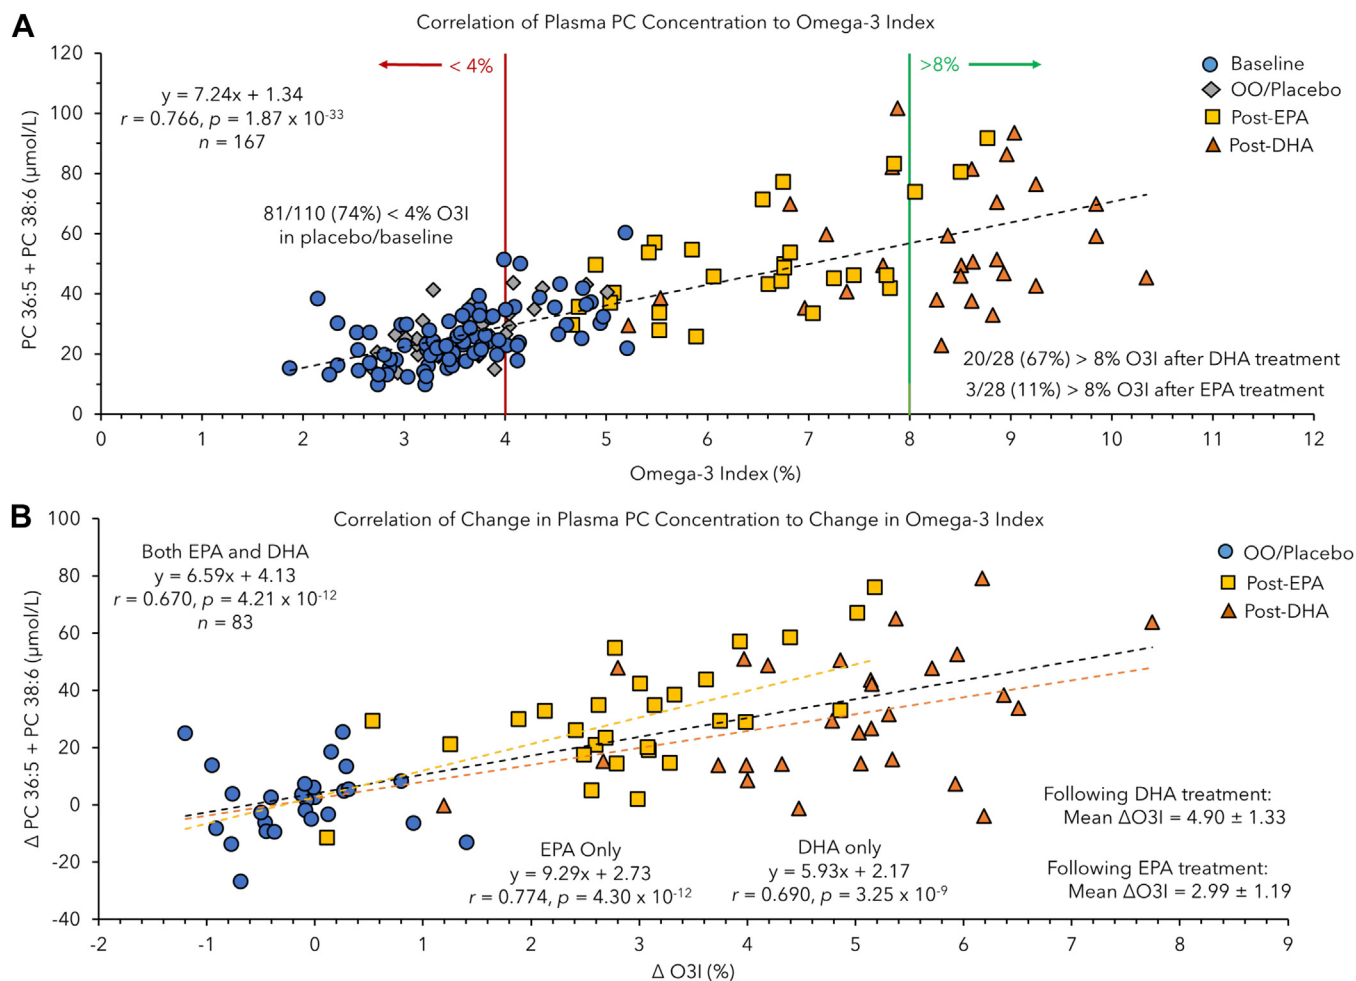 A
Correlation of Plasma PC Concentration to Omega-3 Index
120
100
80
60
40
20
0
PC 36:5 + PC 38:6 (µmol/L)
y = 7.24x + 1.34
r = 0.766, p = 1.87 x 10⁻³³
n = 167
< 4%
>8%
81/110 (74%) < 4% O3I
in placebo/baseline
Baseline
OO/Placebo
Post-EPA
Post-DHA
20/28 (67%) > 8% O3I after DHA treatment
3/28 (11%) > 8% O3I after EPA treatment
0 1 2 3 4 5 6 7 8 9 10 11 12
Omega-3 Index (%)
B
Correlation of Change in Plasma PC Concentration to Change in Omega-3 Index
100
80
60
40
20
0
-20
-40
Δ PC 36:5 + PC 38:6 (µmol/L)
Both EPA and DHA
y = 6.59x + 4.13
r = 0.670, p = 4.21 x 10⁻¹²
n = 83
OO/Placebo
Post-EPA
Post-DHA
EPA Only
y = 9.29x + 2.73
r = 0.774, p = 4.30 x 10⁻¹²
DHA only
y = 5.93x + 2.17
r = 0.690, p = 3.25 x 10⁻⁹
Following DHA treatment:
Mean ΔO3I = 4.90 ± 1.33
Following EPA treatment:
Mean ΔO3I = 2.99 ± 1.19
-2 -1 0 1 2 3 4 5 6 7 8 9
Δ O3I (%)